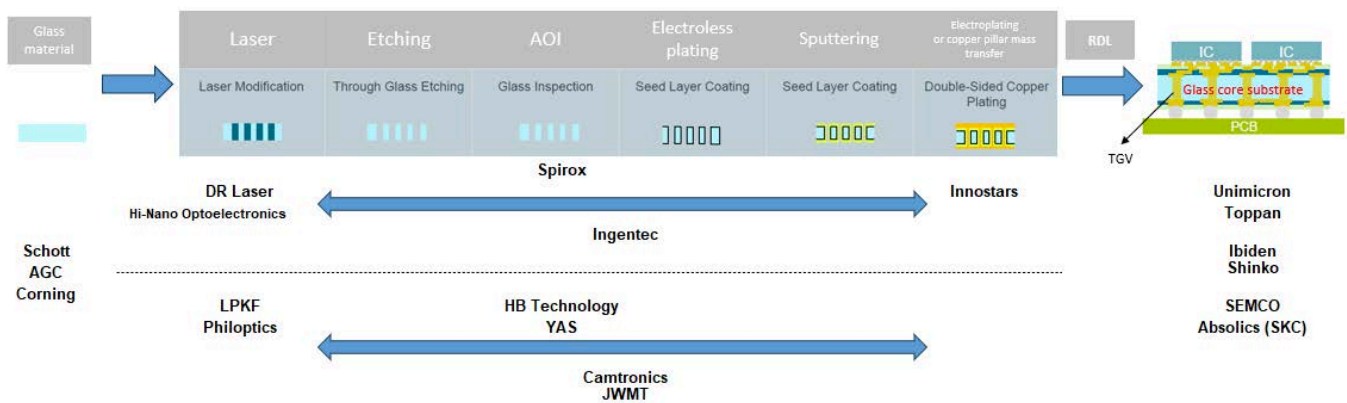 Glass
material
Laser
Etching
AOI
Electroless
plating
Sputtering
Electroplating
or copper pillar mass
transfer
RDL
Laser Modification
Through Glass Etching
Glass Inspection
Seed Layer Coating
Seed Layer Coating
Double-Sided Copper
Plating
IC
IC
Glass core substrate
PCB
TGV
Spirox
DR Laser
Hi-Nano Optoelectronics
Innostars
Ingentec
Unimicron
Toppan
Schott
AGC
Corning
Ibiden
Shinko
LPKF
Philoptics
HB Technology
YAS
SEMCO
Absolics (SKC)
Camtronics
JWMT